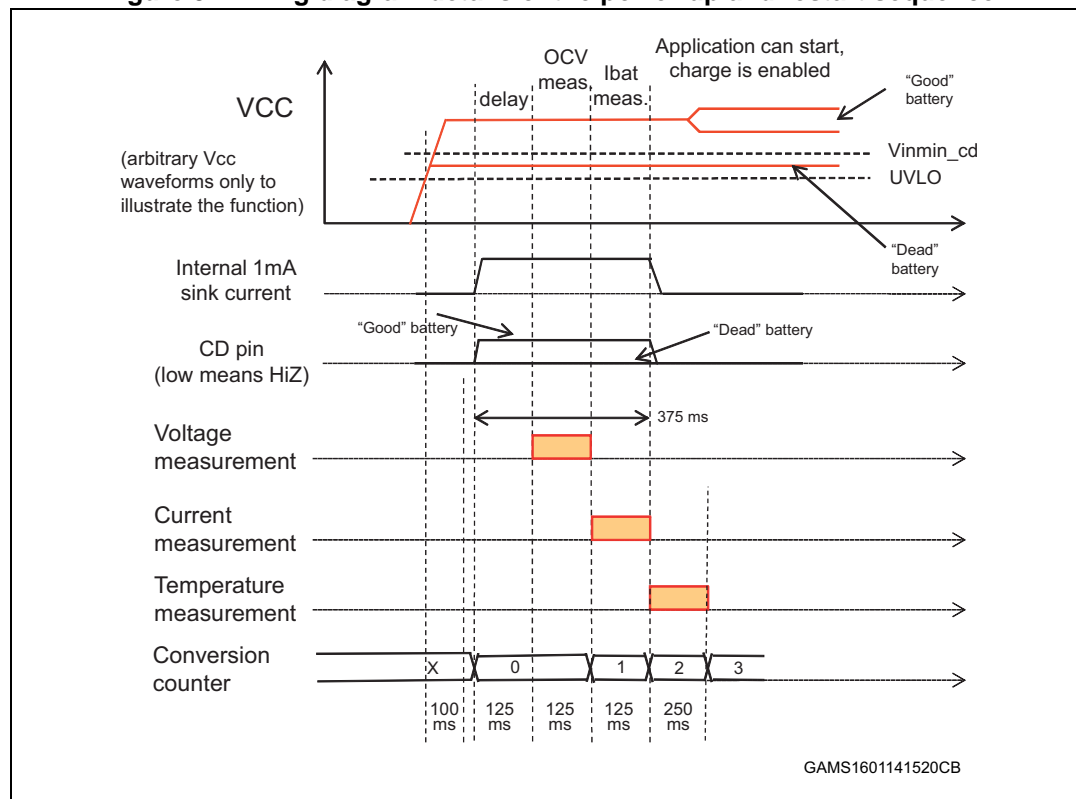 Application can start,
charge is enabled
OCV
meas.
Ibat
meas.
delay
"Good"
battery
VCC
(arbitrary Vcc
waveforms only to
illustrate the function)
Vinmin_cd
UVLO
"Dead"
battery
Internal 1mA
sink current
"Good" battery
"Dead" battery
CD pin
(low means HiZ)
375 ms
Voltage
measurement
Current
measurement
Temperature
measurement
Conversion
counter
X 0 1 2 3
100 125 125 125 250
ms ms ms ms ms
GAMS1601141520CB